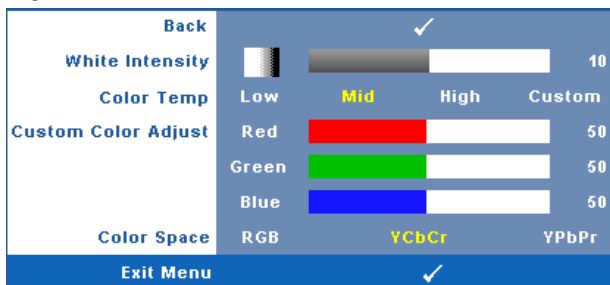 Back
White Intensity 10
Color Temp Low Mid High Custom
Custom Color Adjust Red 50
Green 50
Blue 50
Color Space RGB YCbCr YPbPr
Exit Menu